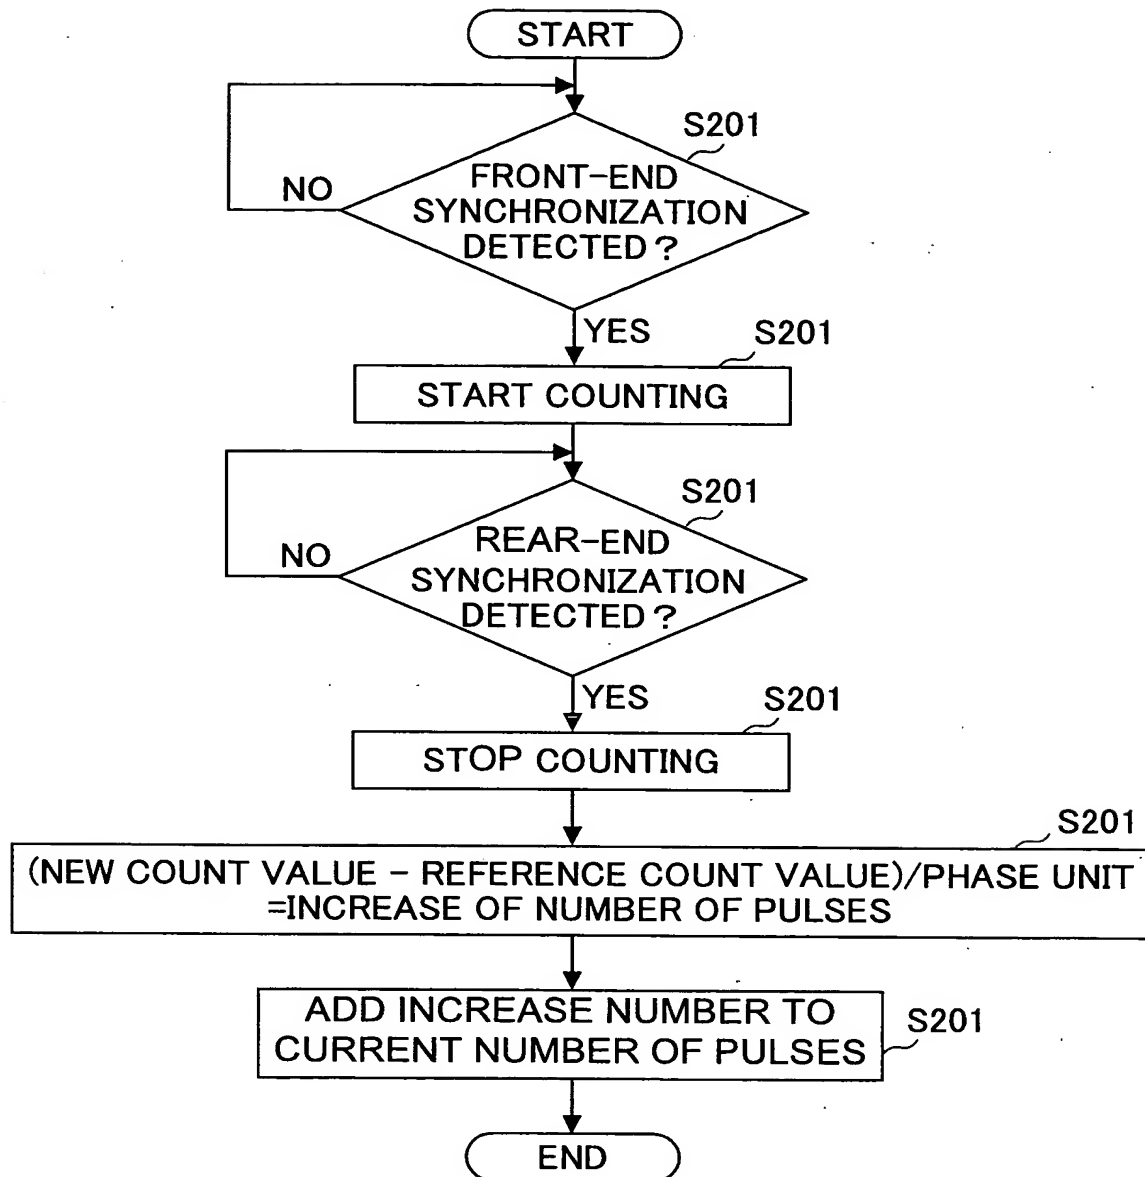 START
S201
FRONT-END
NO
SYNCHRONIZATION
DETECTED?
YES
S201
START COUNTING
S201
REAR-END
NO
SYNCHRONIZATION
DETECTED?
YES
S201
STOP COUNTING
S201
(NEW COUNT VALUE - REFERENCE COUNT VALUE)/PHASE UNIT
=INCREASE OF NUMBER OF PULSES
ADD INCREASE NUMBER TO
S201
CURRENT NUMBER OF PULSES
END